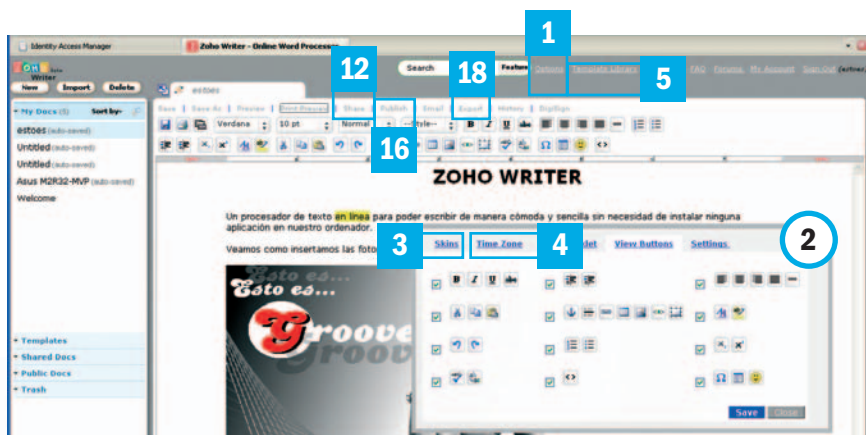 1
Identity Access Manager
Zoho Writer - Online Word Processor
12
18
Search
Feature
Options
Template Library
5
FAQ
Forums
My Account
Sign Out
Writer
New
Import
Delete
estoes
My Docs (5)
Sort by-
Save | Save As | Preview | Print Preview | Share | Publish | Email | Export | History | DigiSign
estoes (auto-saved)
Verdana
10 pt
Normal
--Style--
B I U abc
Untitled (auto-saved)
16
Untitled (auto-saved)
Asus M2R32-MVP (auto-saved)
ZOHO WRITER
Welcome
Un procesador de texto en línea para poder escribir de manera cómoda y sencilla sin necesidad de instalar ninguna
aplicación en nuestro ordenador.
3
4
2
Veamos como insertamos las fotos
Skins
Time Zone
View Buttons
Settings
Esto es...
Esto es...
Groove
Groove
B I U abc
Templates
Shared Docs
Public Docs
Trash
Save
Close